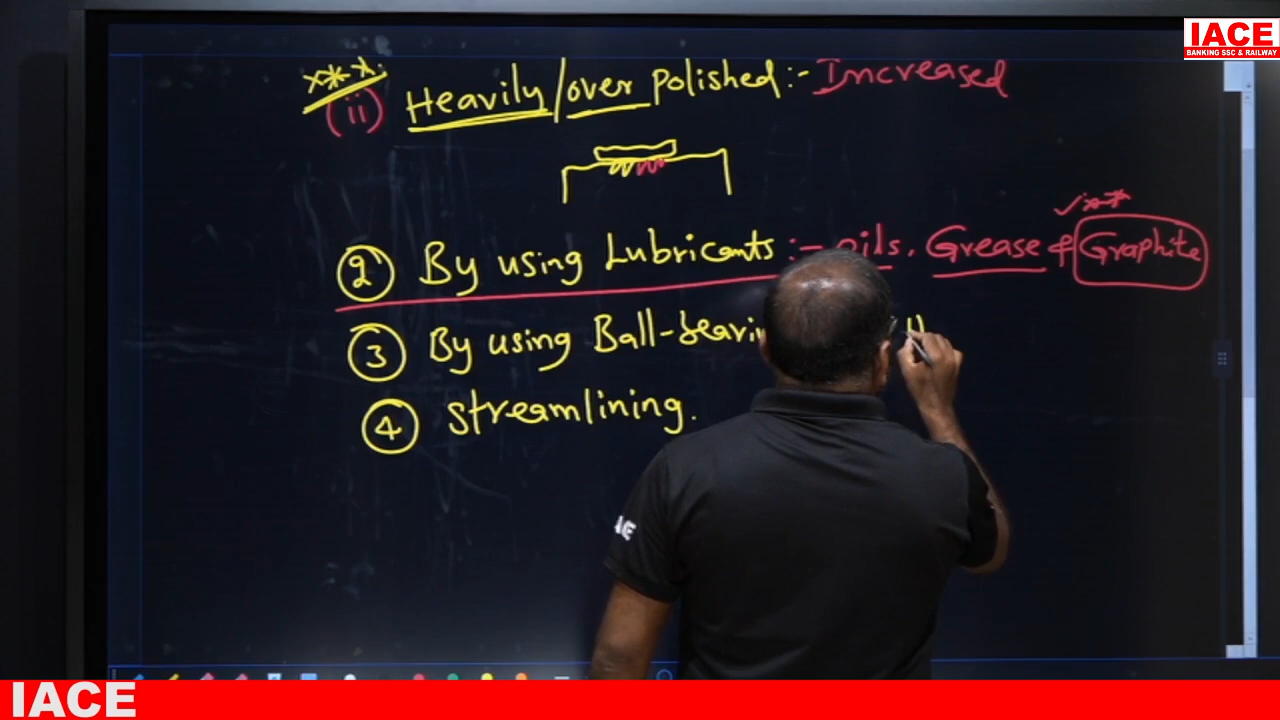 IACE
BANKING SSC & RAILWAY
***
(ii) Heavily/over Polished:- Increased
② By using Lubricants :- oils, Grease & Graphite
③ By using Ball-bearin
④ streamlining.
IACE